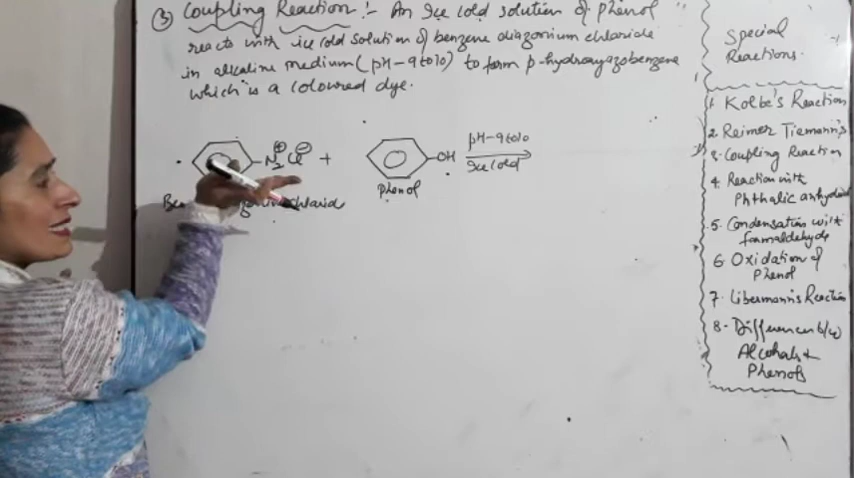 ③ Coupling Reaction :- An Ice cold solution of Phenol
reacts with ice cold solution of benzene diazonium chloride
in alkaline medium (pH-9 to 10) to form p-hydroxyazobenzene
which is a coloured dye.
N₂⊕ Cl⊖ +
OH
pH-9 to 10
Ice cold
Phenol
Special
Reactions.
1. Kolbe's Reaction
2. Reimer Tiemann's
3. Coupling Reaction
4. Reaction with
Phthalic anhydride
5. Condensation with
formaldehyde
6. Oxidation of
Phenol
7. Libermann's Reaction
8- Difference b/w
Alcohals &
Phenols